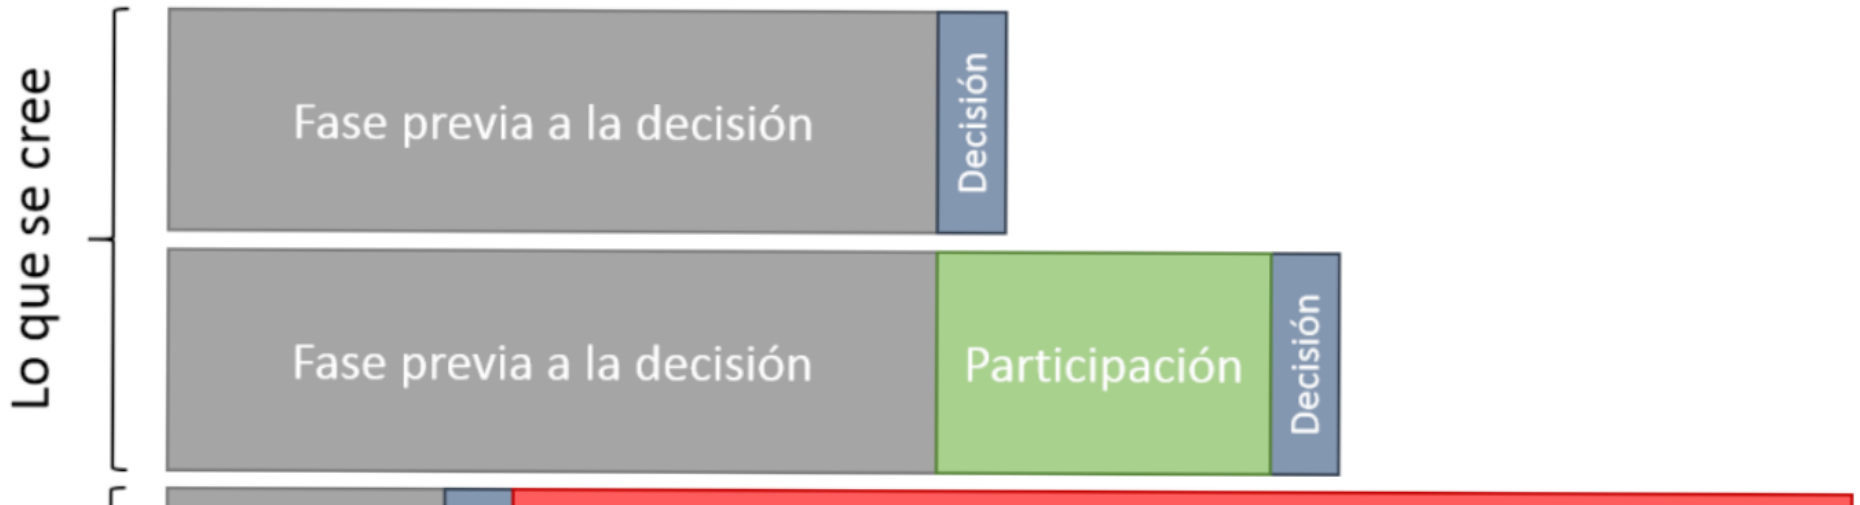 Lo que se cree
Fase previa a la decisión
Decisión
Fase previa a la decisión
Participación
Decisión